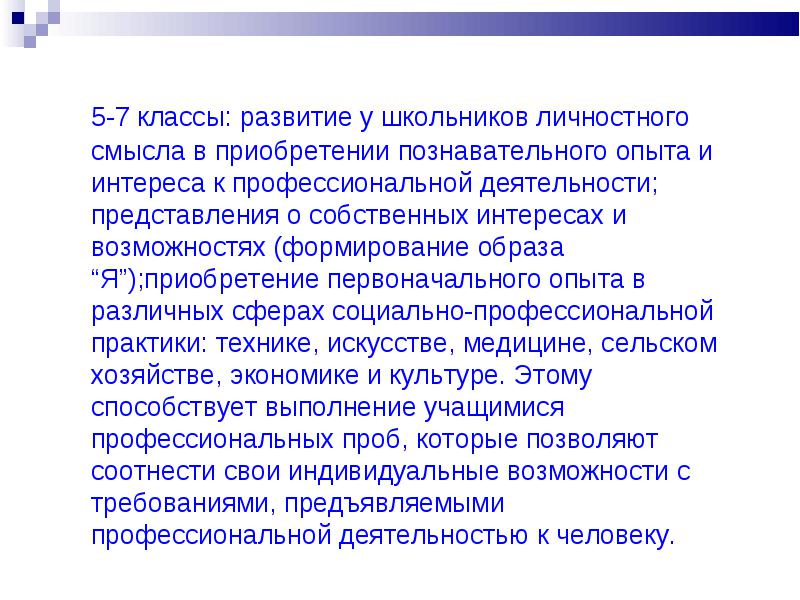 5-7 классы: развитие у школьников личностного
смысла в приобретении познавательного опыта и
интереса к профессиональной деятельности;
представления о собственных интересах и
возможностях (формирование образа
“Я”);приобретение первоначального опыта в
различных сферах социально-профессиональной
практики: технике, искусстве, медицине, сельском
хозяйстве, экономике и культуре. Этому
способствует выполнение учащимися
профессиональных проб, которые позволяют
соотнести свои индивидуальные возможности с
требованиями, предъявляемыми
профессиональной деятельностью к человеку.